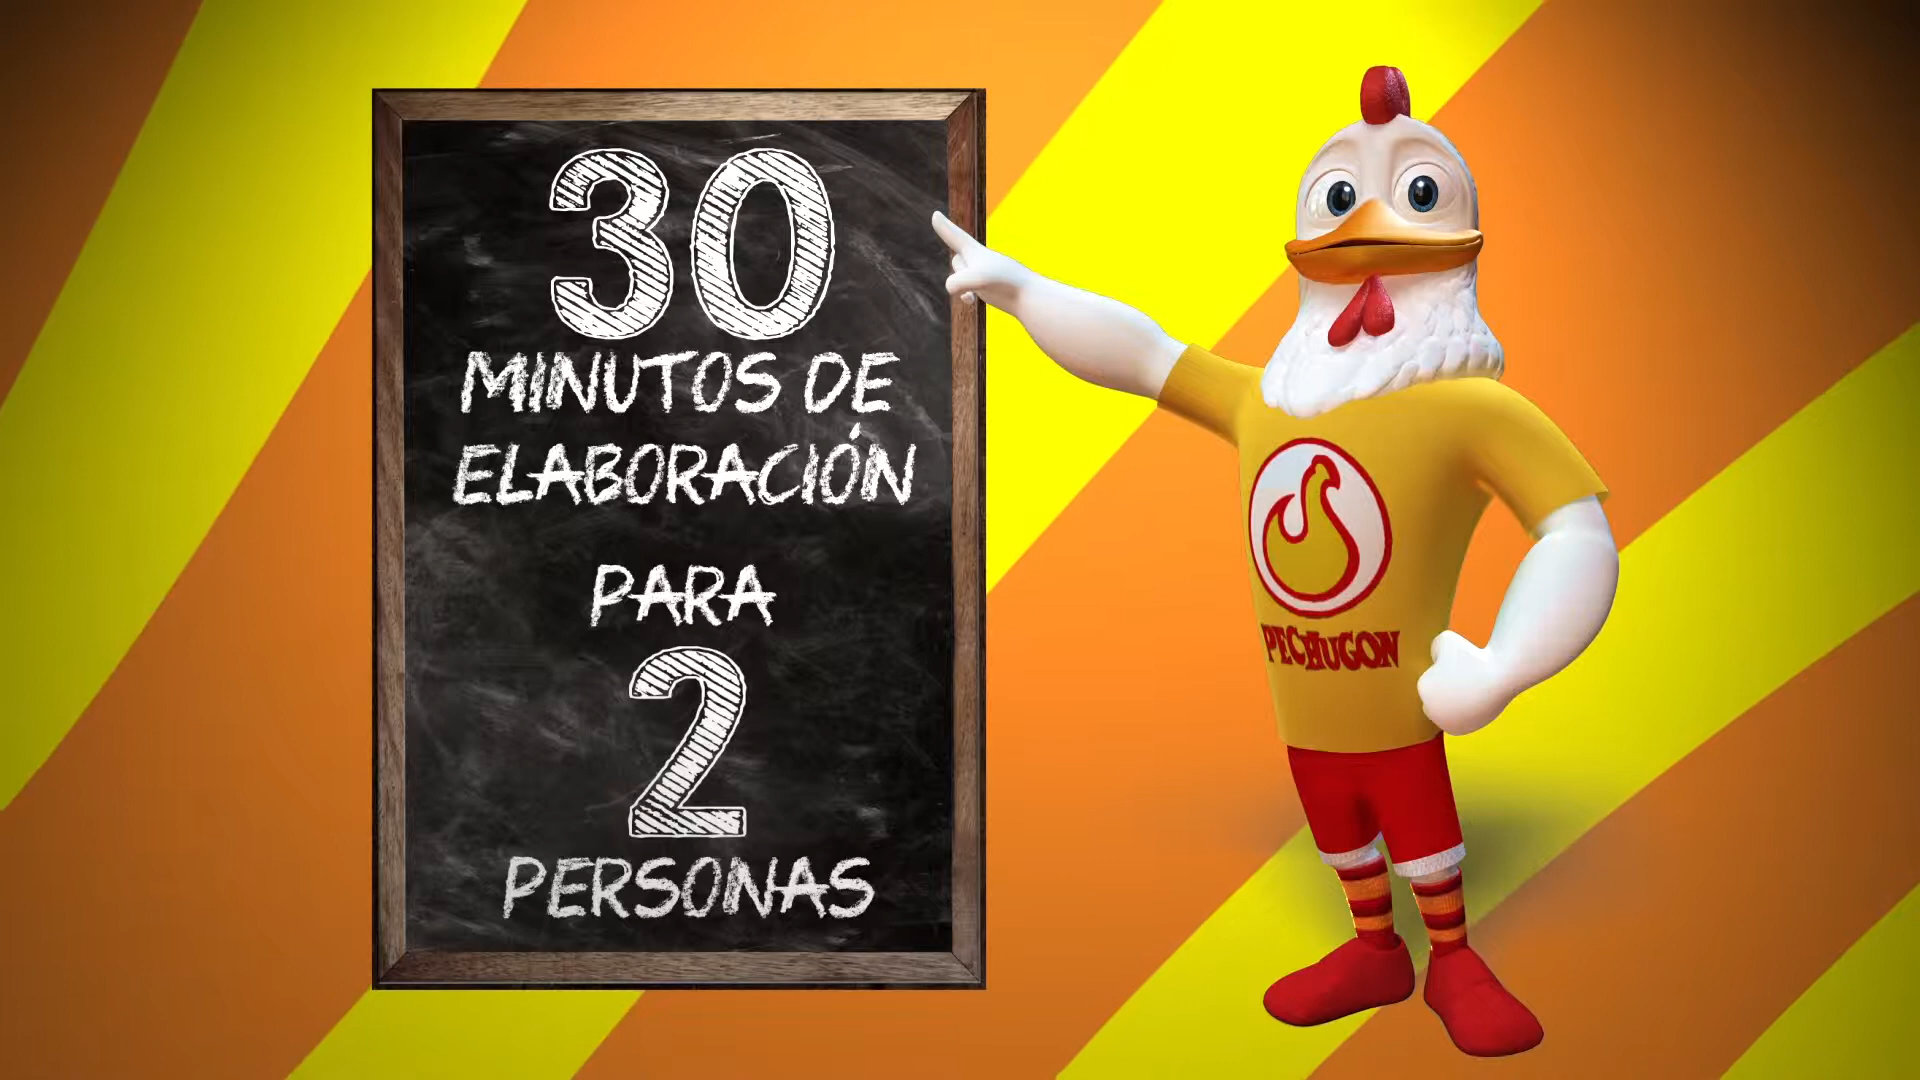 30
MINUTOS DE
ELABORACIÓN
PARA
2
PERSONAS
PECHUGON